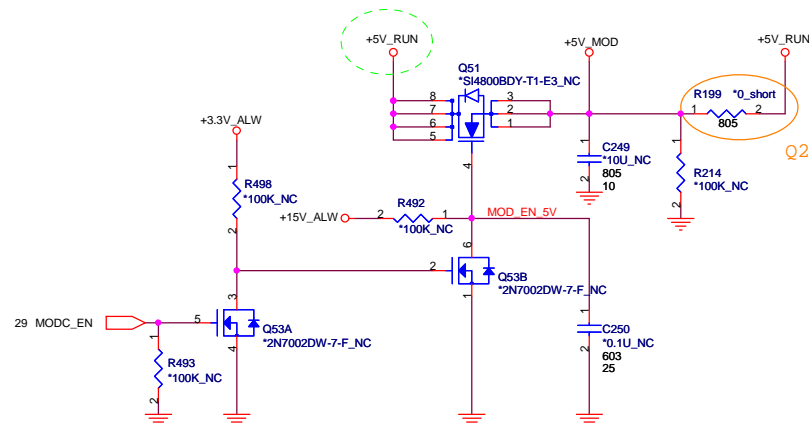 +5V_RUN
Q51
*SI4800BDY-T1-E3_NC
+5V_MOD
+5V_RUN
R199 *0_short
1 2
805
Q2
8
7
6
5
3
2
1
4
+3.3V_ALW
1
R498
*100K_NC
2
C249
*10U_NC
805
10
1
2
1
R214
*100K_NC
2
+15V_ALW
2
R492
1
*100K_NC
MOD_EN_5V
6
2
Q53B
*2N7002DW-7-F_NC
1
3
29 MODC_EN
5
Q53A
*2N7002DW-7-F_NC
4
1
R493
*100K_NC
2
1
C250
*0.1U_NC
603
25
2